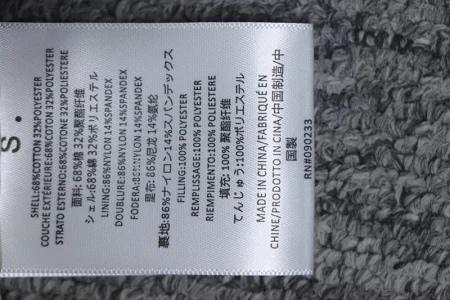 S.
SHELL:68%COTTON 32%POLYESTER
COUCHE EXTÉRIEURE:68%COTON 32%POLYESTER
STRATO ESTERNO:68%COTONE 32%POLIESTERE
面料:68%棉 32%聚酯纤维
シェル:68%綿 32%ポリエステル
LINING:86%NYLON 14%SPANDEX
DOUBLURE:86%NYLON 14%SPANDEX
FODERA:86%NYLON 14%SPANDEX
里布:86%尼龙 14%氨纶
裏地:86%ナイロン14%スパンデックス
FILLING:100% POLYESTER
REMPLISSAGE:100% POLYESTER
RIEMPIMENTO:100% POLIESTERE
填充:100% 聚酯纤维
てんじゅう:100%ポリエステル
MADE IN CHINA/FABRIQUÉ EN
CHINE/PRODOTTO IN CINA/中国制造/中
国製
RN#090233